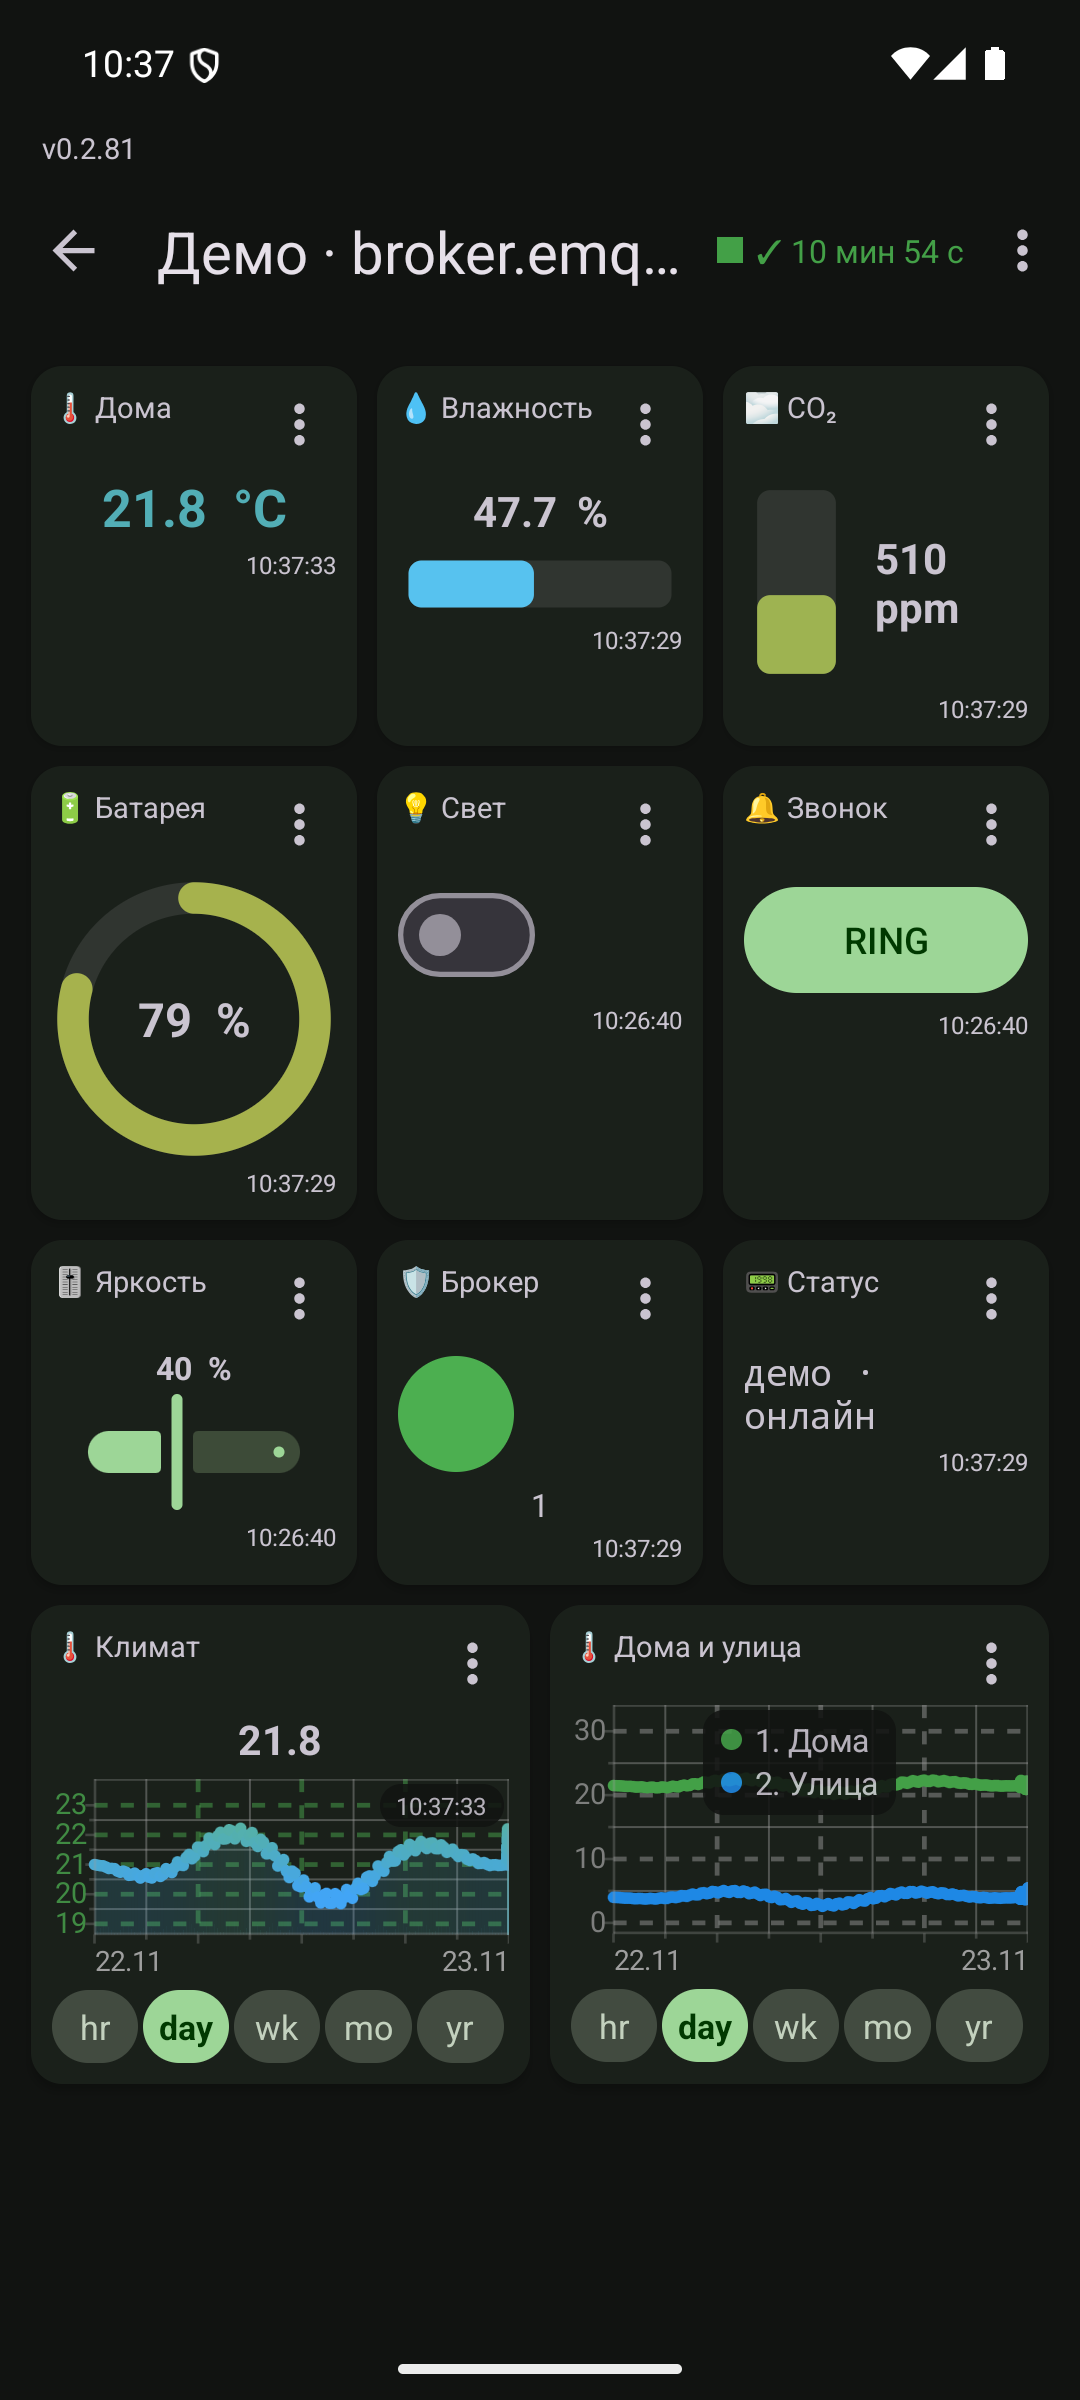 10:37
v0.2.81
Демо · broker.emq…
✓ 10 мин 54 с
Дома
Влажность
CO₂
21.8 °C
10:37:33
47.7 %
10:37:29
510
ppm
10:37:29
Батарея
Свет
Звонок
79 %
10:37:29
10:26:40
RING
10:26:40
Яркость
Брокер
Статус
40 %
10:26:40
1
10:37:29
демо ·
онлайн
10:37:29
Климат
21.8
10:37:33
23
22
21
20
19
22.11
23.11
hr
day
wk
mo
yr
Дома и улица
1. Дома
2. Улица
30
20
10
0
22.11
23.11
hr
day
wk
mo
yr